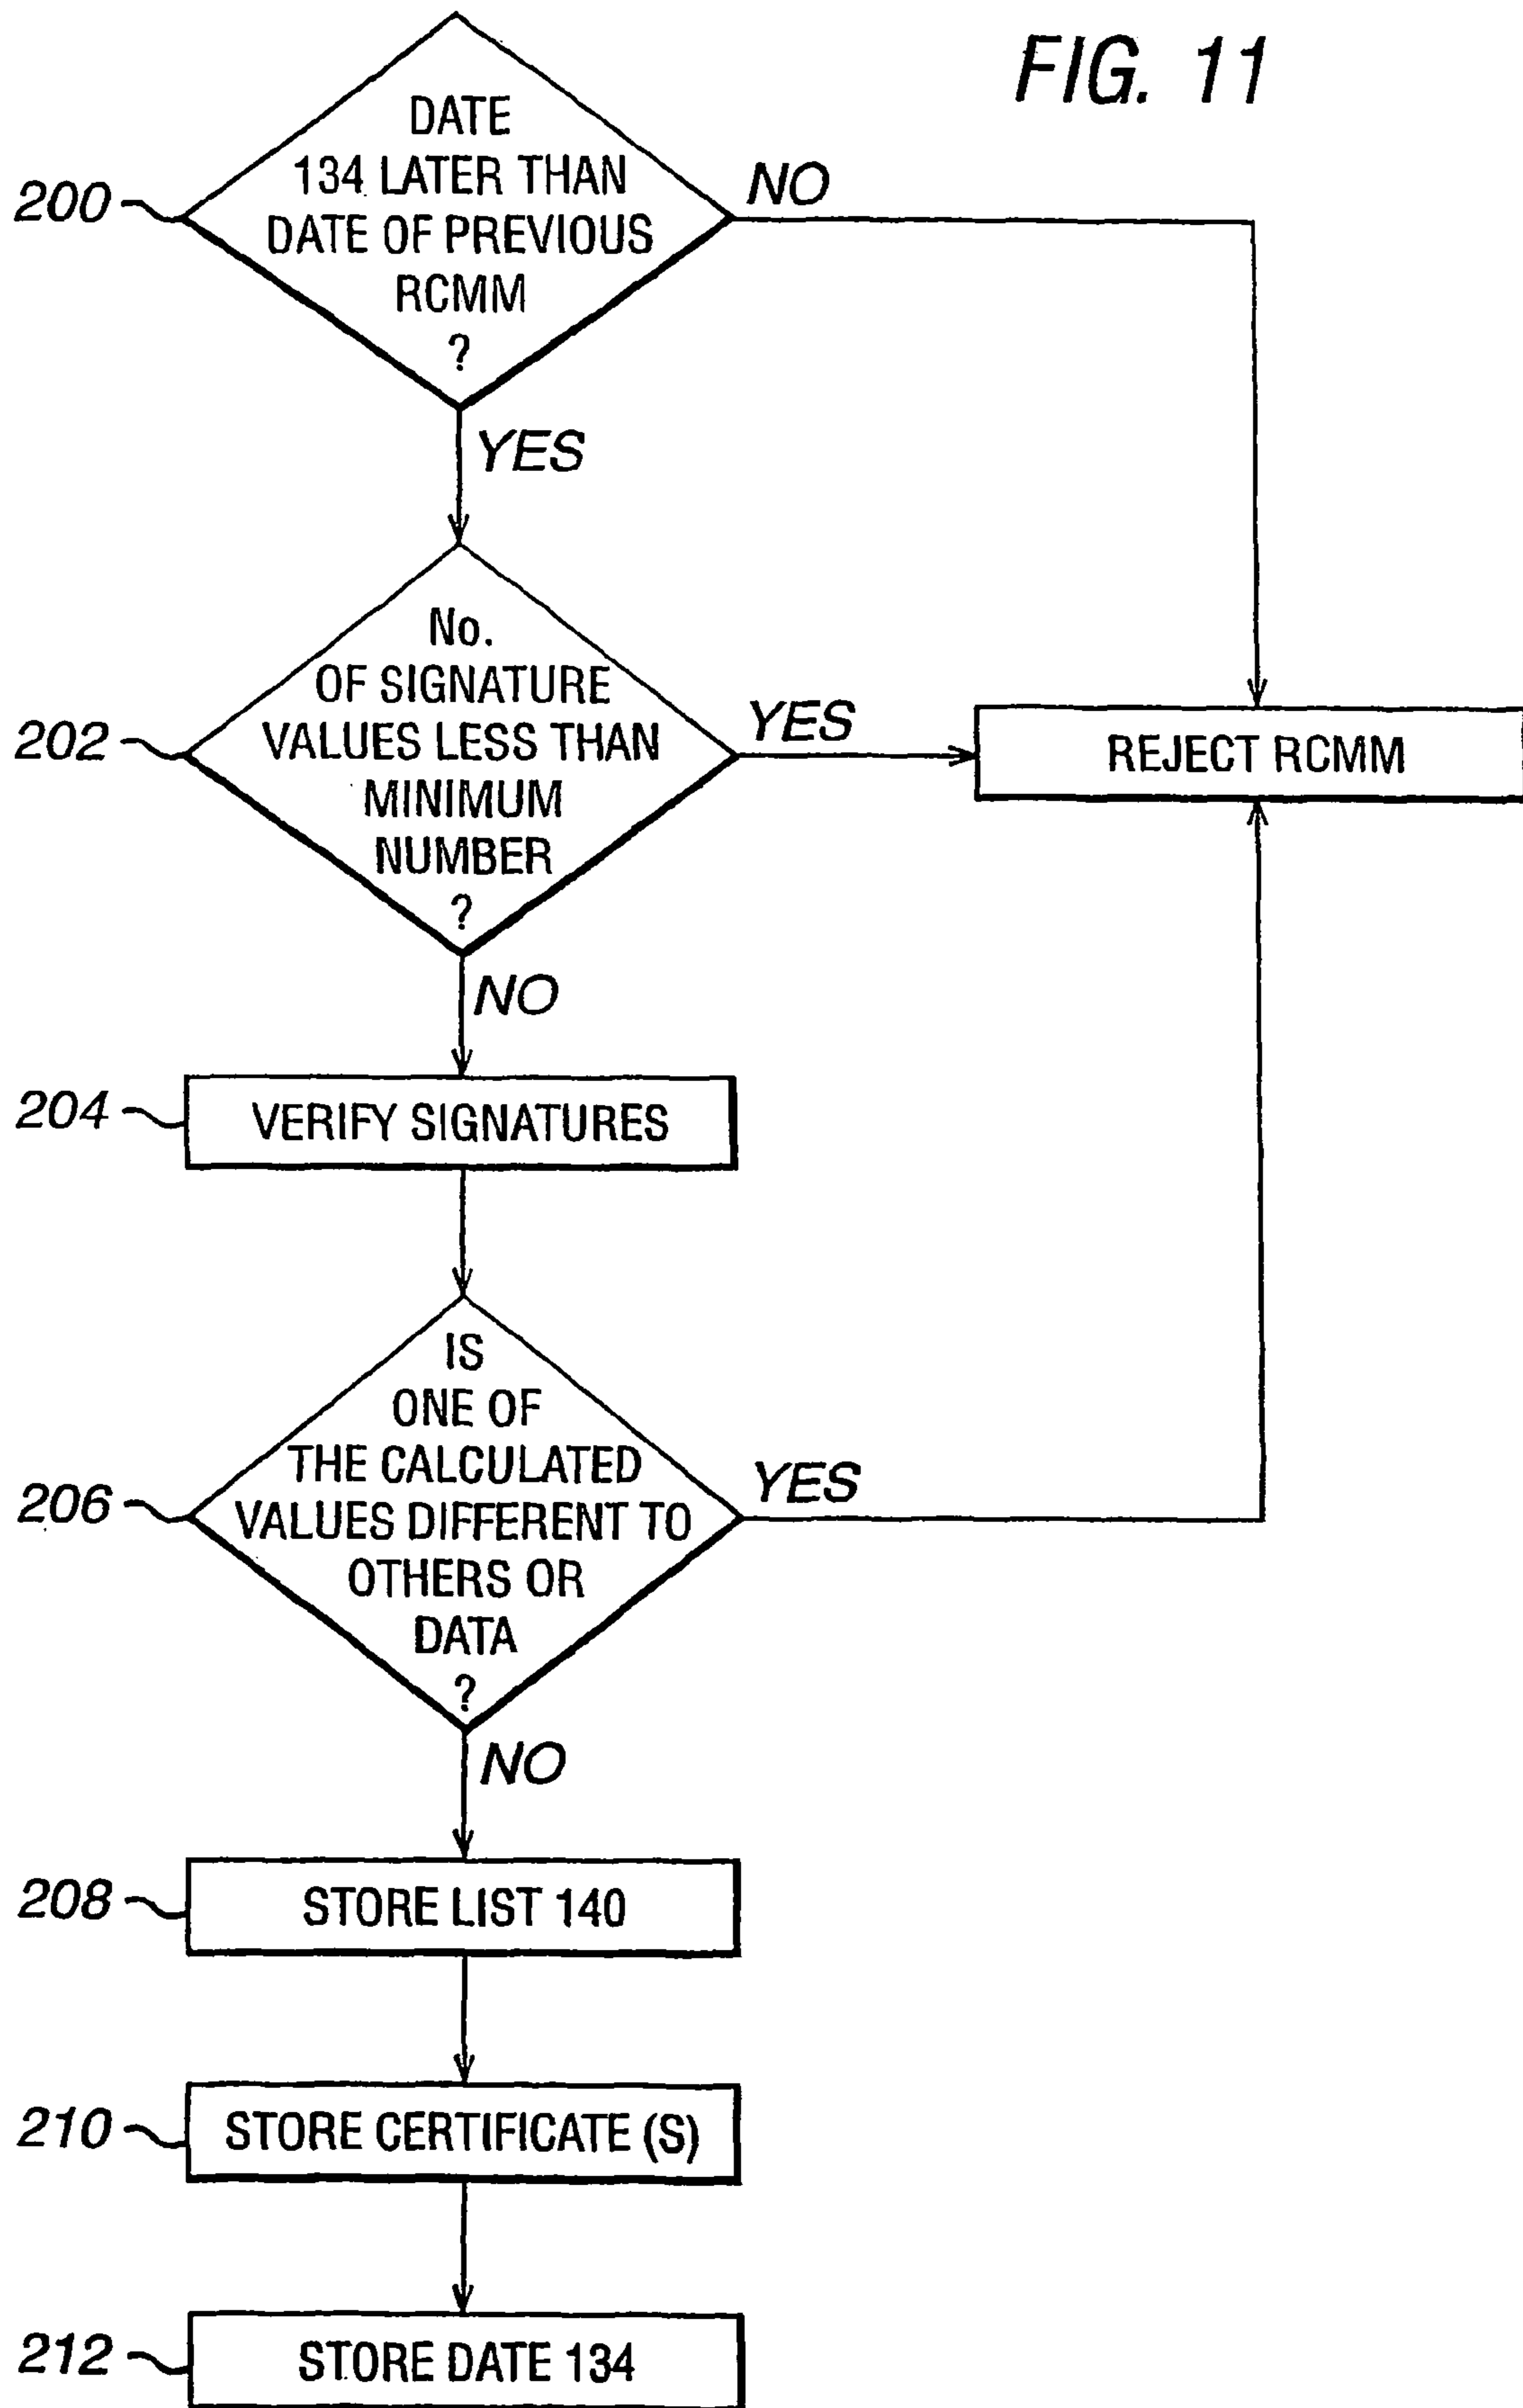 FIG. 11
200
DATE
134 LATER THAN
DATE OF PREVIOUS
RCMM
?
NO
YES
202
No.
OF SIGNATURE
VALUES LESS THAN
MINIMUM
NUMBER
?
YES
REJECT RCMM
NO
204
VERIFY SIGNATURES
206
IS
ONE OF
THE CALCULATED
VALUES DIFFERENT TO
OTHERS OR
DATA
?
YES
NO
208
STORE LIST 140
210
STORE CERTIFICATE (S)
212
STORE DATE 134